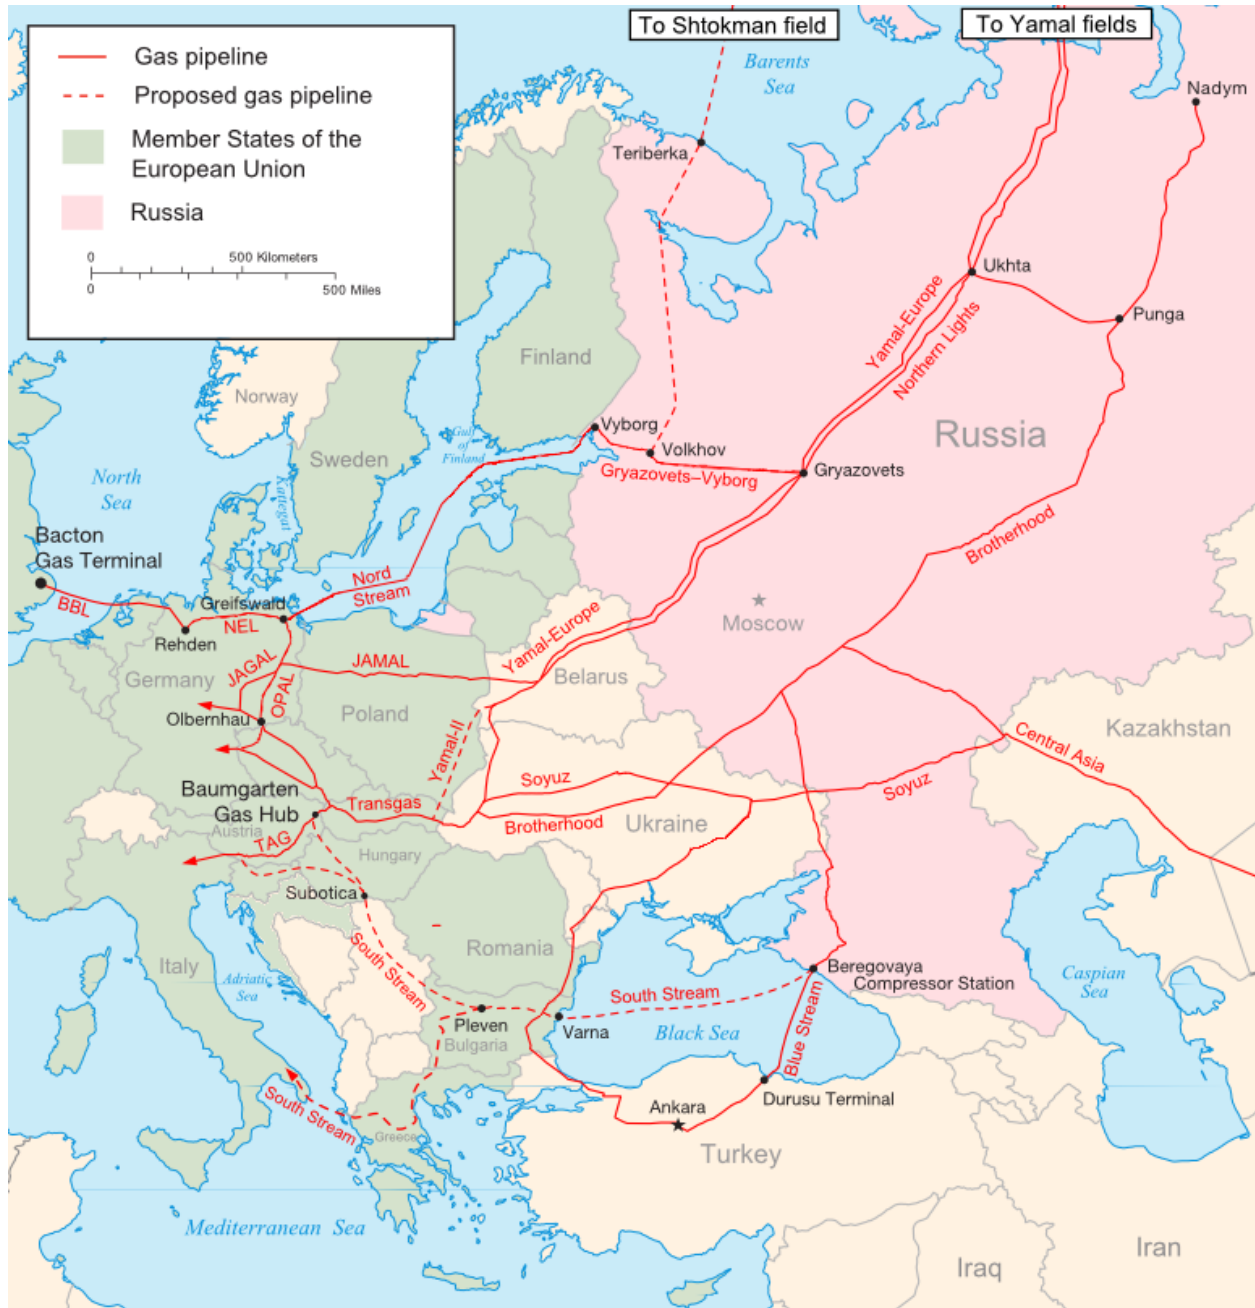 To Shtokman field
To Yamal fields
Gas pipeline
Proposed gas pipeline
Member States of the
European Union
Russia
0
500 Kilometers
0
500 Miles
Barents
Sea
Nadym
Teriberka
Ukhta
Punga
Yamal-Europe
Northern Lights
Finland
Norway
Sweden
Gulf
of
Finland
Vyborg
Volkhov
Gryazovets–Vyborg
Gryazovets
Russia
North
Sea
Kattegat
Bacton
Gas Terminal
BBL
Greifswald
NEL
Rehden
Nord
Stream
Brotherhood
Moscow
Yamal-Europe
JAGAL
JAMAL
Germany
OPAL
Poland
Belarus
Olbernhau
Yamal-II
Kazakhstan
Central Asia
Baumgarten
Gas Hub
Transgas
Soyuz
Soyuz
Brotherhood
Ukraine
Austria
TAG
Hungary
Subotica
Romania
South Stream
Italy
Adriatic
Sea
Beregovaya
Compressor Station
Caspian
Sea
South Stream
Pleven
Bulgaria
Varna
Black Sea
Blue Stream
Durusu Terminal
Ankara
South Stream
Greece
Turkey
Mediterranean Sea
Iraq
Iran